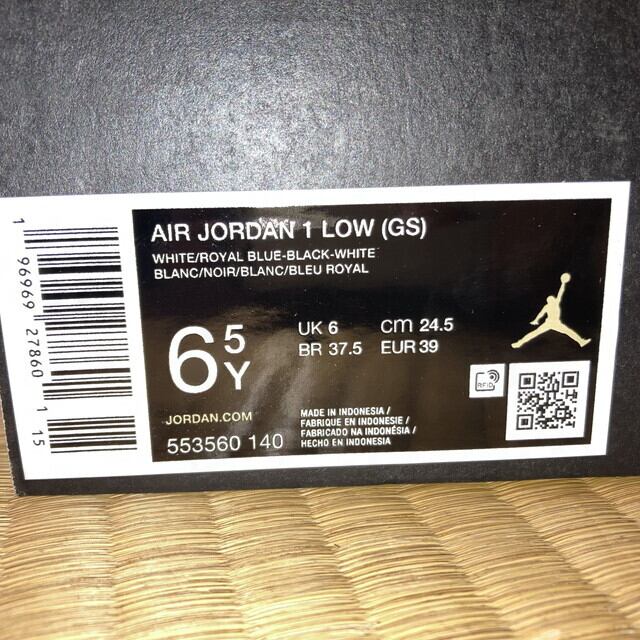 AIR JORDAN 1 LOW (GS)
WHITE/ROYAL BLUE-BLACK-WHITE
BLANC/NOIR/BLANC/BLEU ROYAL
6 5 Y
UK 6 cm 24.5
BR 37.5 EUR 39
JORDAN.COM
553560 140
MADE IN INDONESIA /
FABRIQUE EN INDONESIE /
FABRICADO NA INDONÉSIA /
HECHO EN INDONESIA
RFID
1 96969 27860 1 15